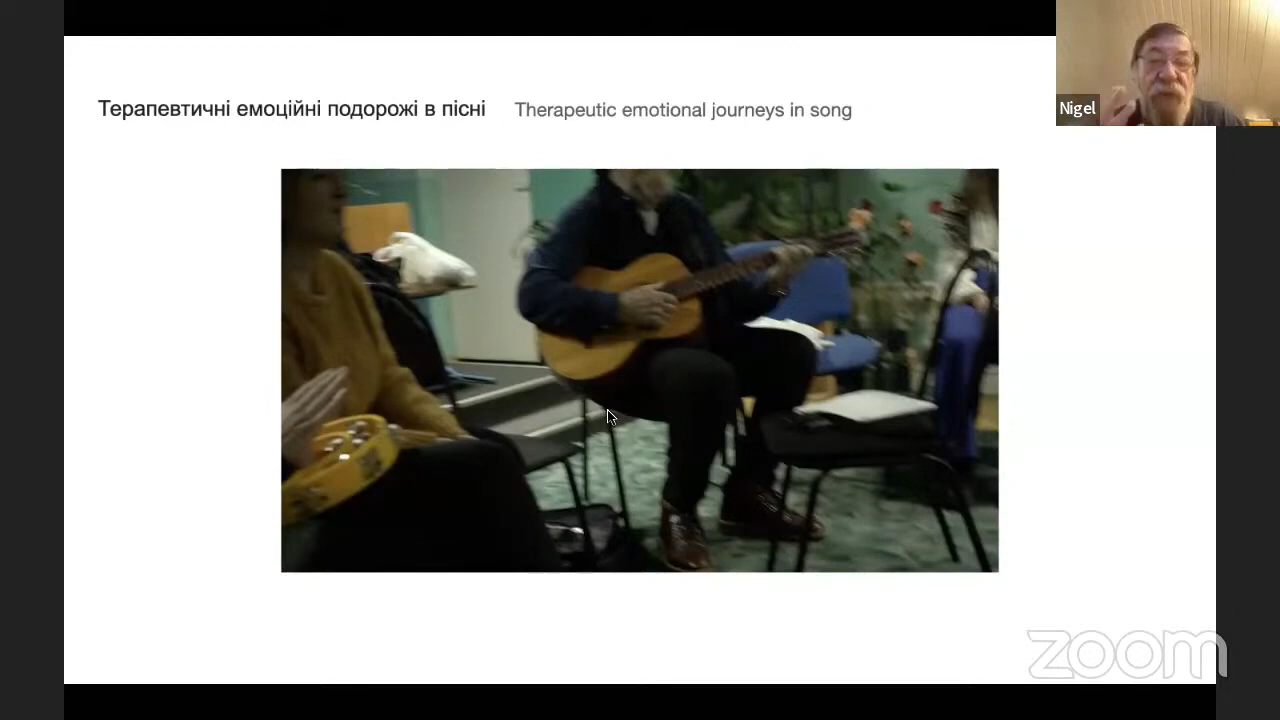 Терапевтичні емоційні подорожі в пісні
Therapeutic emotional journeys in song
Nigel
zoom